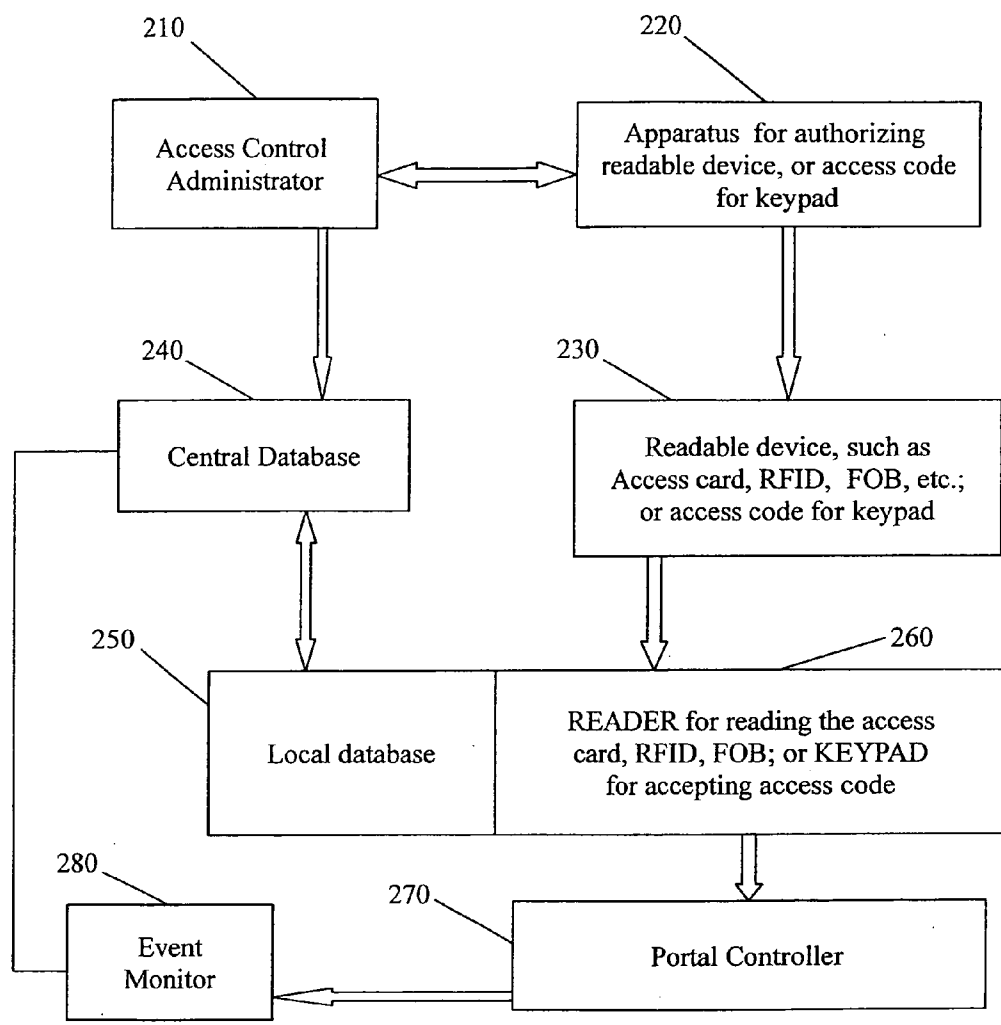 210
220
Access Control
Administrator
Apparatus for authorizing
readable device, or access code
for keypad
240
230
Central Database
Readable device, such as
Access card, RFID, FOB, etc.;
or access code for keypad
250
260
Local database
READER for reading the access
card, RFID, FOB; or KEYPAD
for accepting access code
280
270
Event
Monitor
Portal Controller